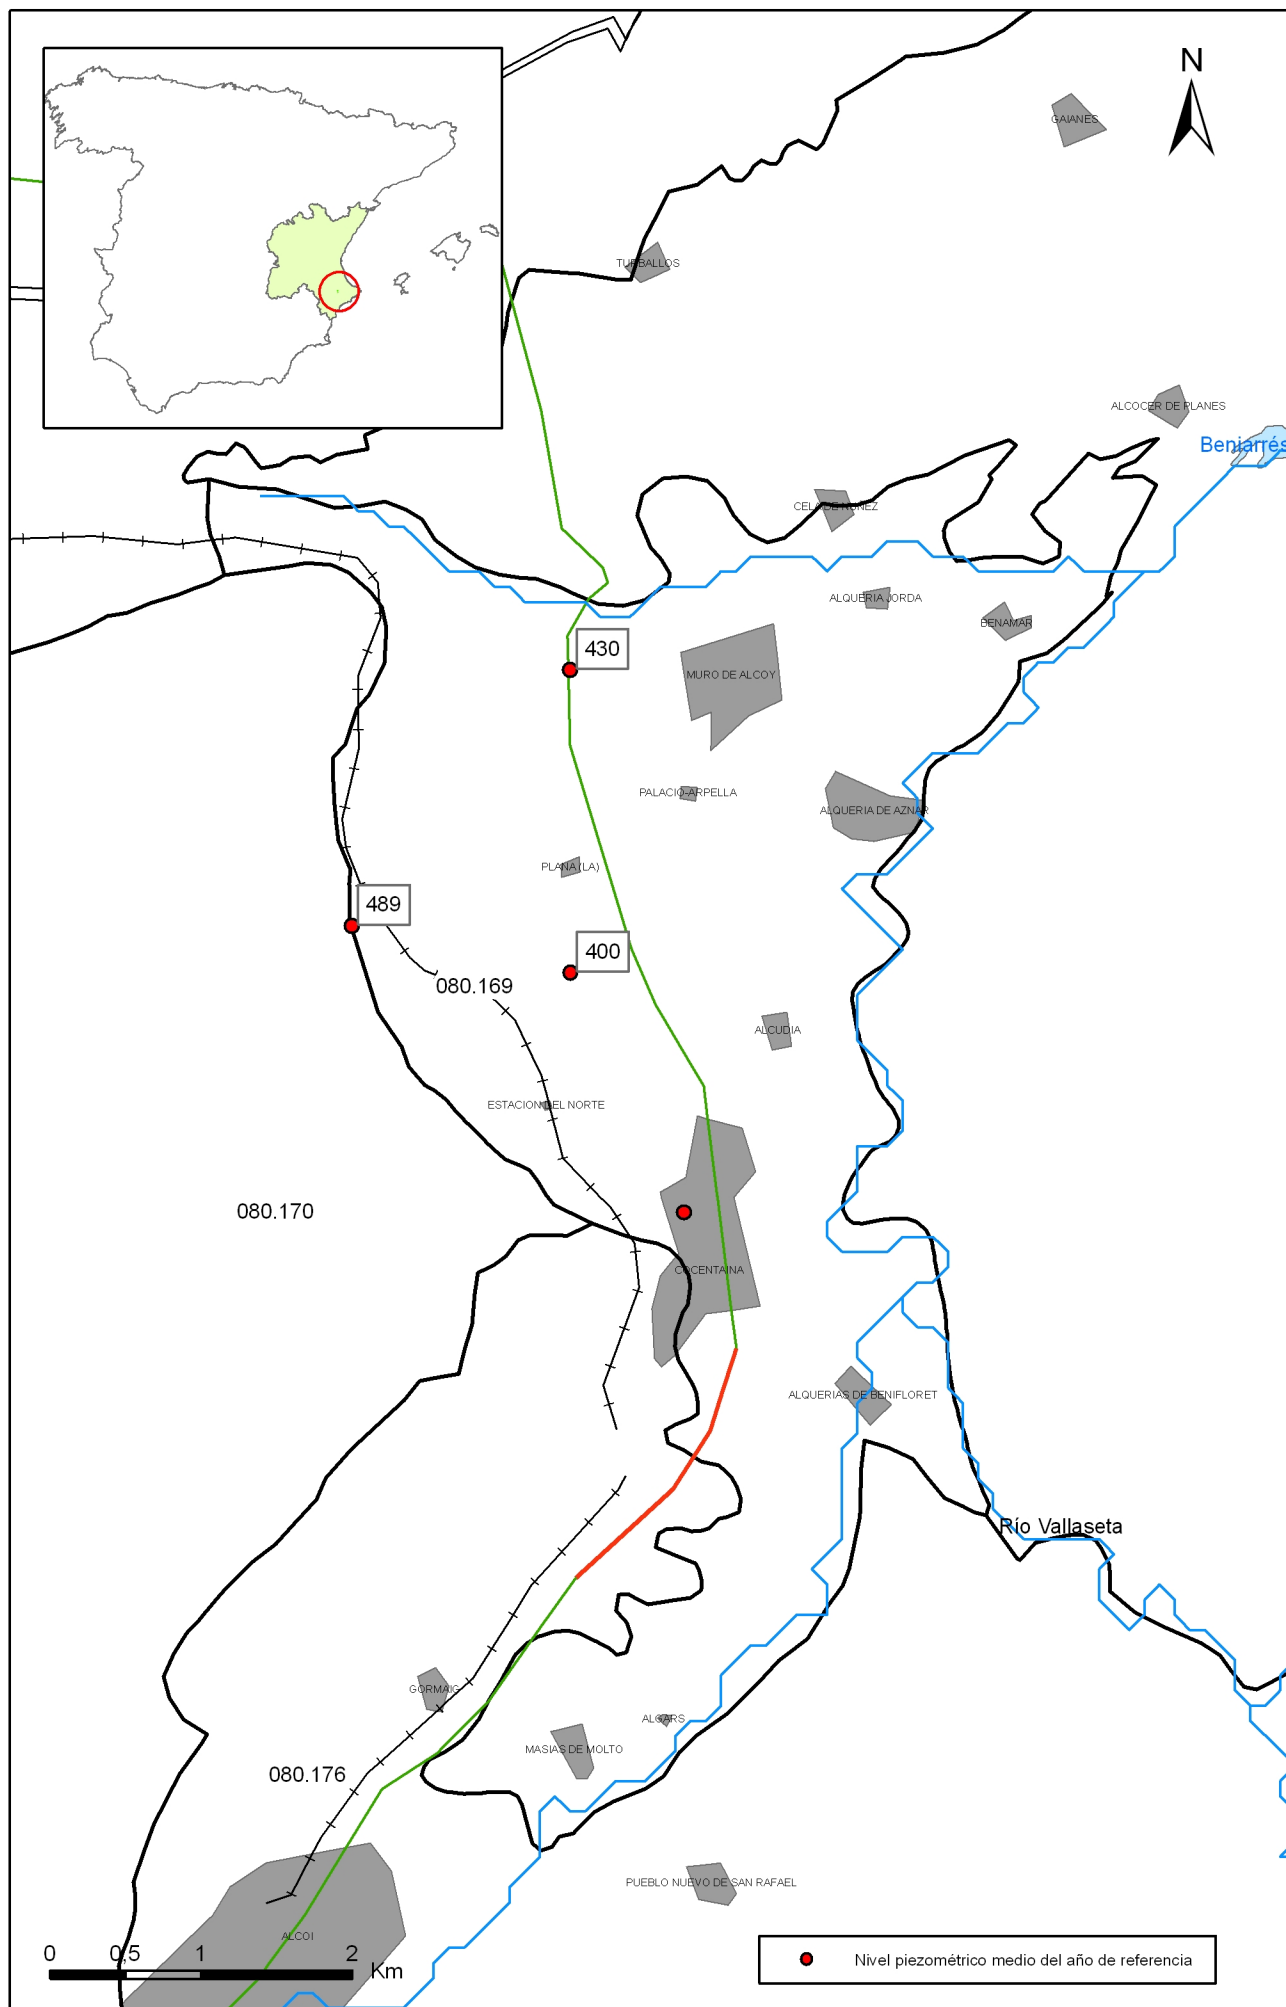 N
GAIANES
TURBALLOS
ALCOCER DE PLANES
Beniarrés
CELA DE NUÑEZ
ALQUERIA JORDA
BENAMAR
430
MURO DE ALCOY
PALACIO-ARPELLA
ALQUERIA DE AZNAR
PLANA (LA)
489
400
080.169
ALCUDIA
ESTACION DEL NORTE
080.170
COCENTAINA
ALQUERIAS DE BENIFLORET
Río Vallaseta
GORMAIG
ALGARS
MASIAS DE MOLTO
080.176
PUEBLO NUEVO DE SAN RAFAEL
ALCOI
0 0,5 1 2
Km
Nivel piezométrico medio del año de referencia